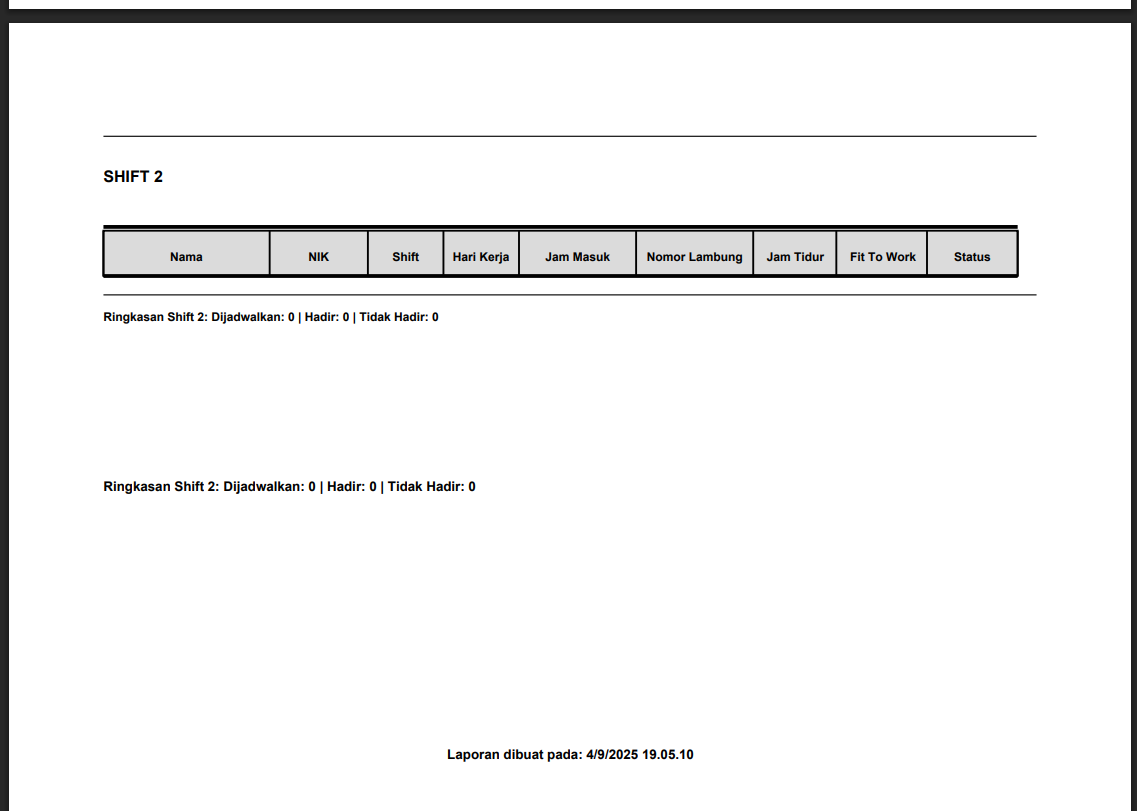 SHIFT 2
Nama NIK Shift Hari Kerja Jam Masuk Nomor Lambung Jam Tidur Fit To Work Status
Ringkasan Shift 2: Dijadwalkan: 0 | Hadir: 0 | Tidak Hadir: 0
Ringkasan Shift 2: Dijadwalkan: 0 | Hadir: 0 | Tidak Hadir: 0
Laporan dibuat pada: 4/9/2025 19.05.10